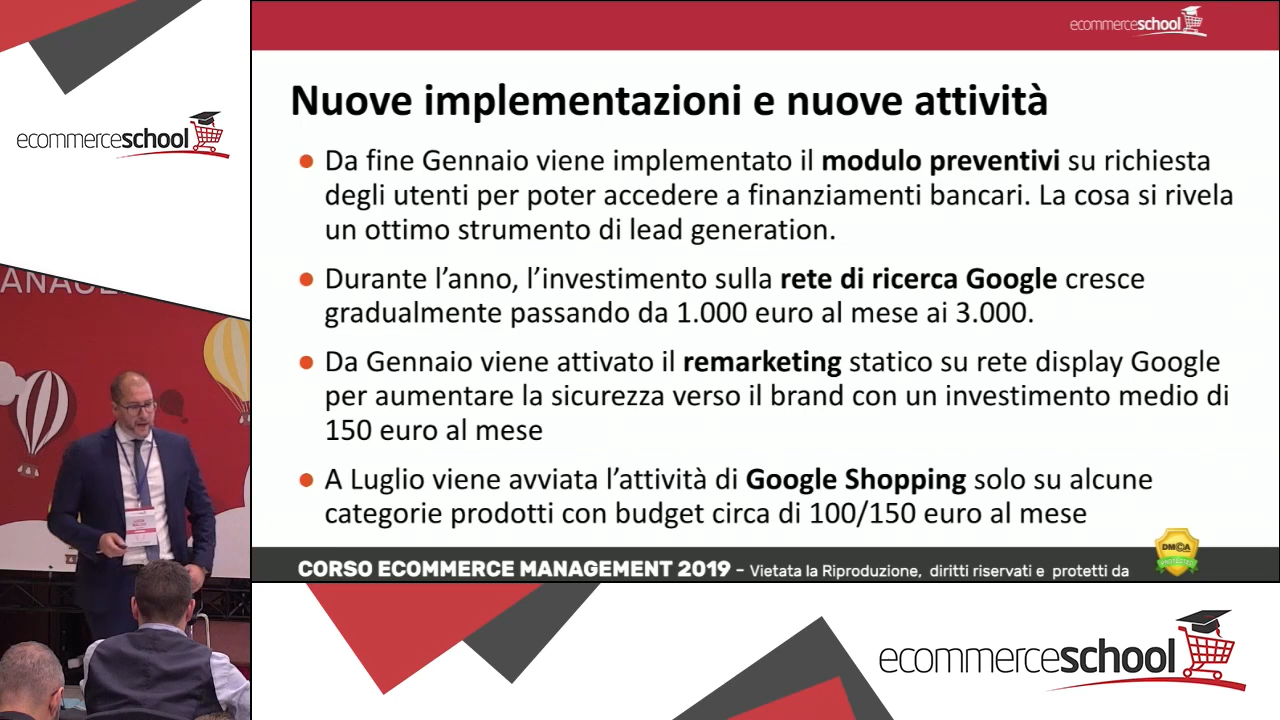 ecommerceschool
ecommerceschool
Nuove implementazioni e nuove attività
Da fine Gennaio viene implementato il modulo preventivi su richiesta
degli utenti per poter accedere a finanziamenti bancari. La cosa si rivela
un ottimo strumento di lead generation.
Durante l’anno, l’investimento sulla rete di ricerca Google cresce
gradualmente passando da 1.000 euro al mese ai 3.000.
Da Gennaio viene attivato il remarketing statico su rete display Google
per aumentare la sicurezza verso il brand con un investimento medio di
150 euro al mese
A Luglio viene avviata l’attività di Google Shopping solo su alcune
categorie prodotti con budget circa di 100/150 euro al mese
CORSO ECOMMERCE MANAGEMENT 2019 - Vietata la Riproduzione, diritti riservati e protetti da
DMCA
PROTECTED
ecommerceschool